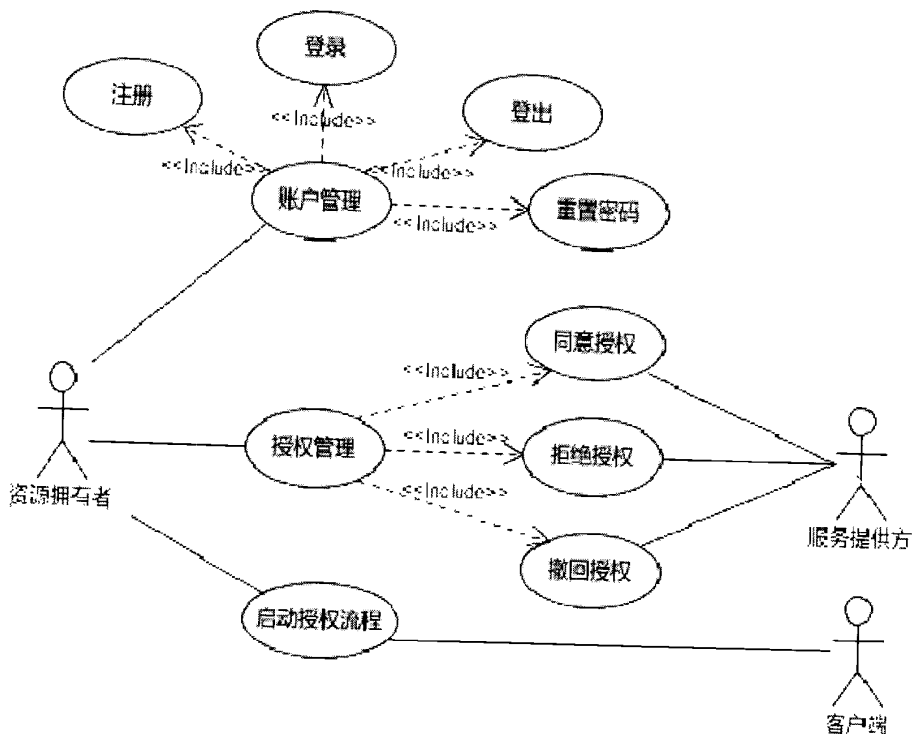 登录
注册
<<Include>>
登出
<<Include>>
<<Include>>
账户管理
重置密码
<<Include>>
同意授权
<<Include>>
授权管理
<<Include>>
拒绝授权
资源拥有者
<<Include>>
服务提供方
撤回授权
启动授权流程
客户端